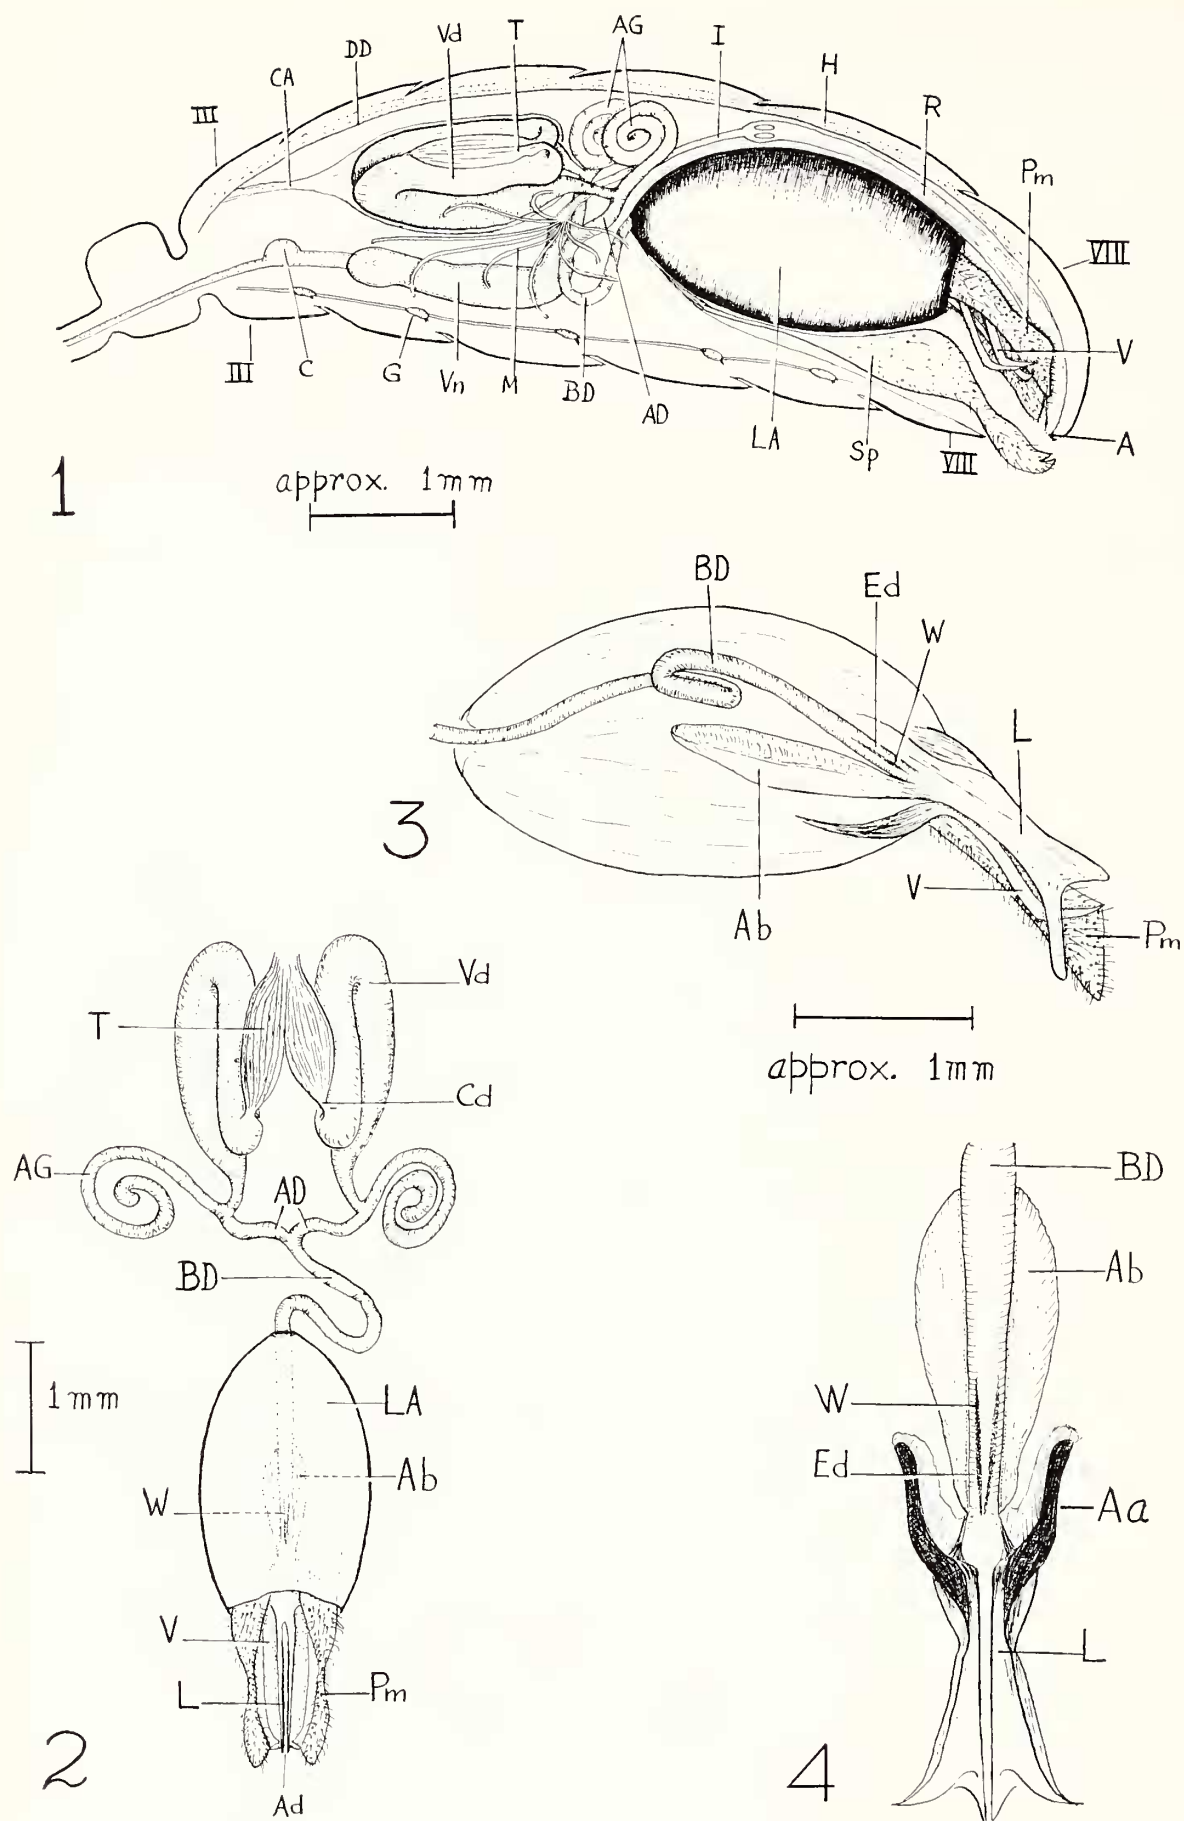 III
CA
DD
Vd
T
AG
I
H
R
Pm
VIII
V
A
III
C
G
Vn
M
BD
AD
LA
Sp
VIII
1
approx. 1mm
BD
Ed
W
L
3
Ab
V
Pm
approx. 1mm
T
Vd
Cd
AG
AD
BD
1mm
LA
Ab
W
V
L
Pm
2
Ad
BD
Ab
W
Ed
Aa
L
4